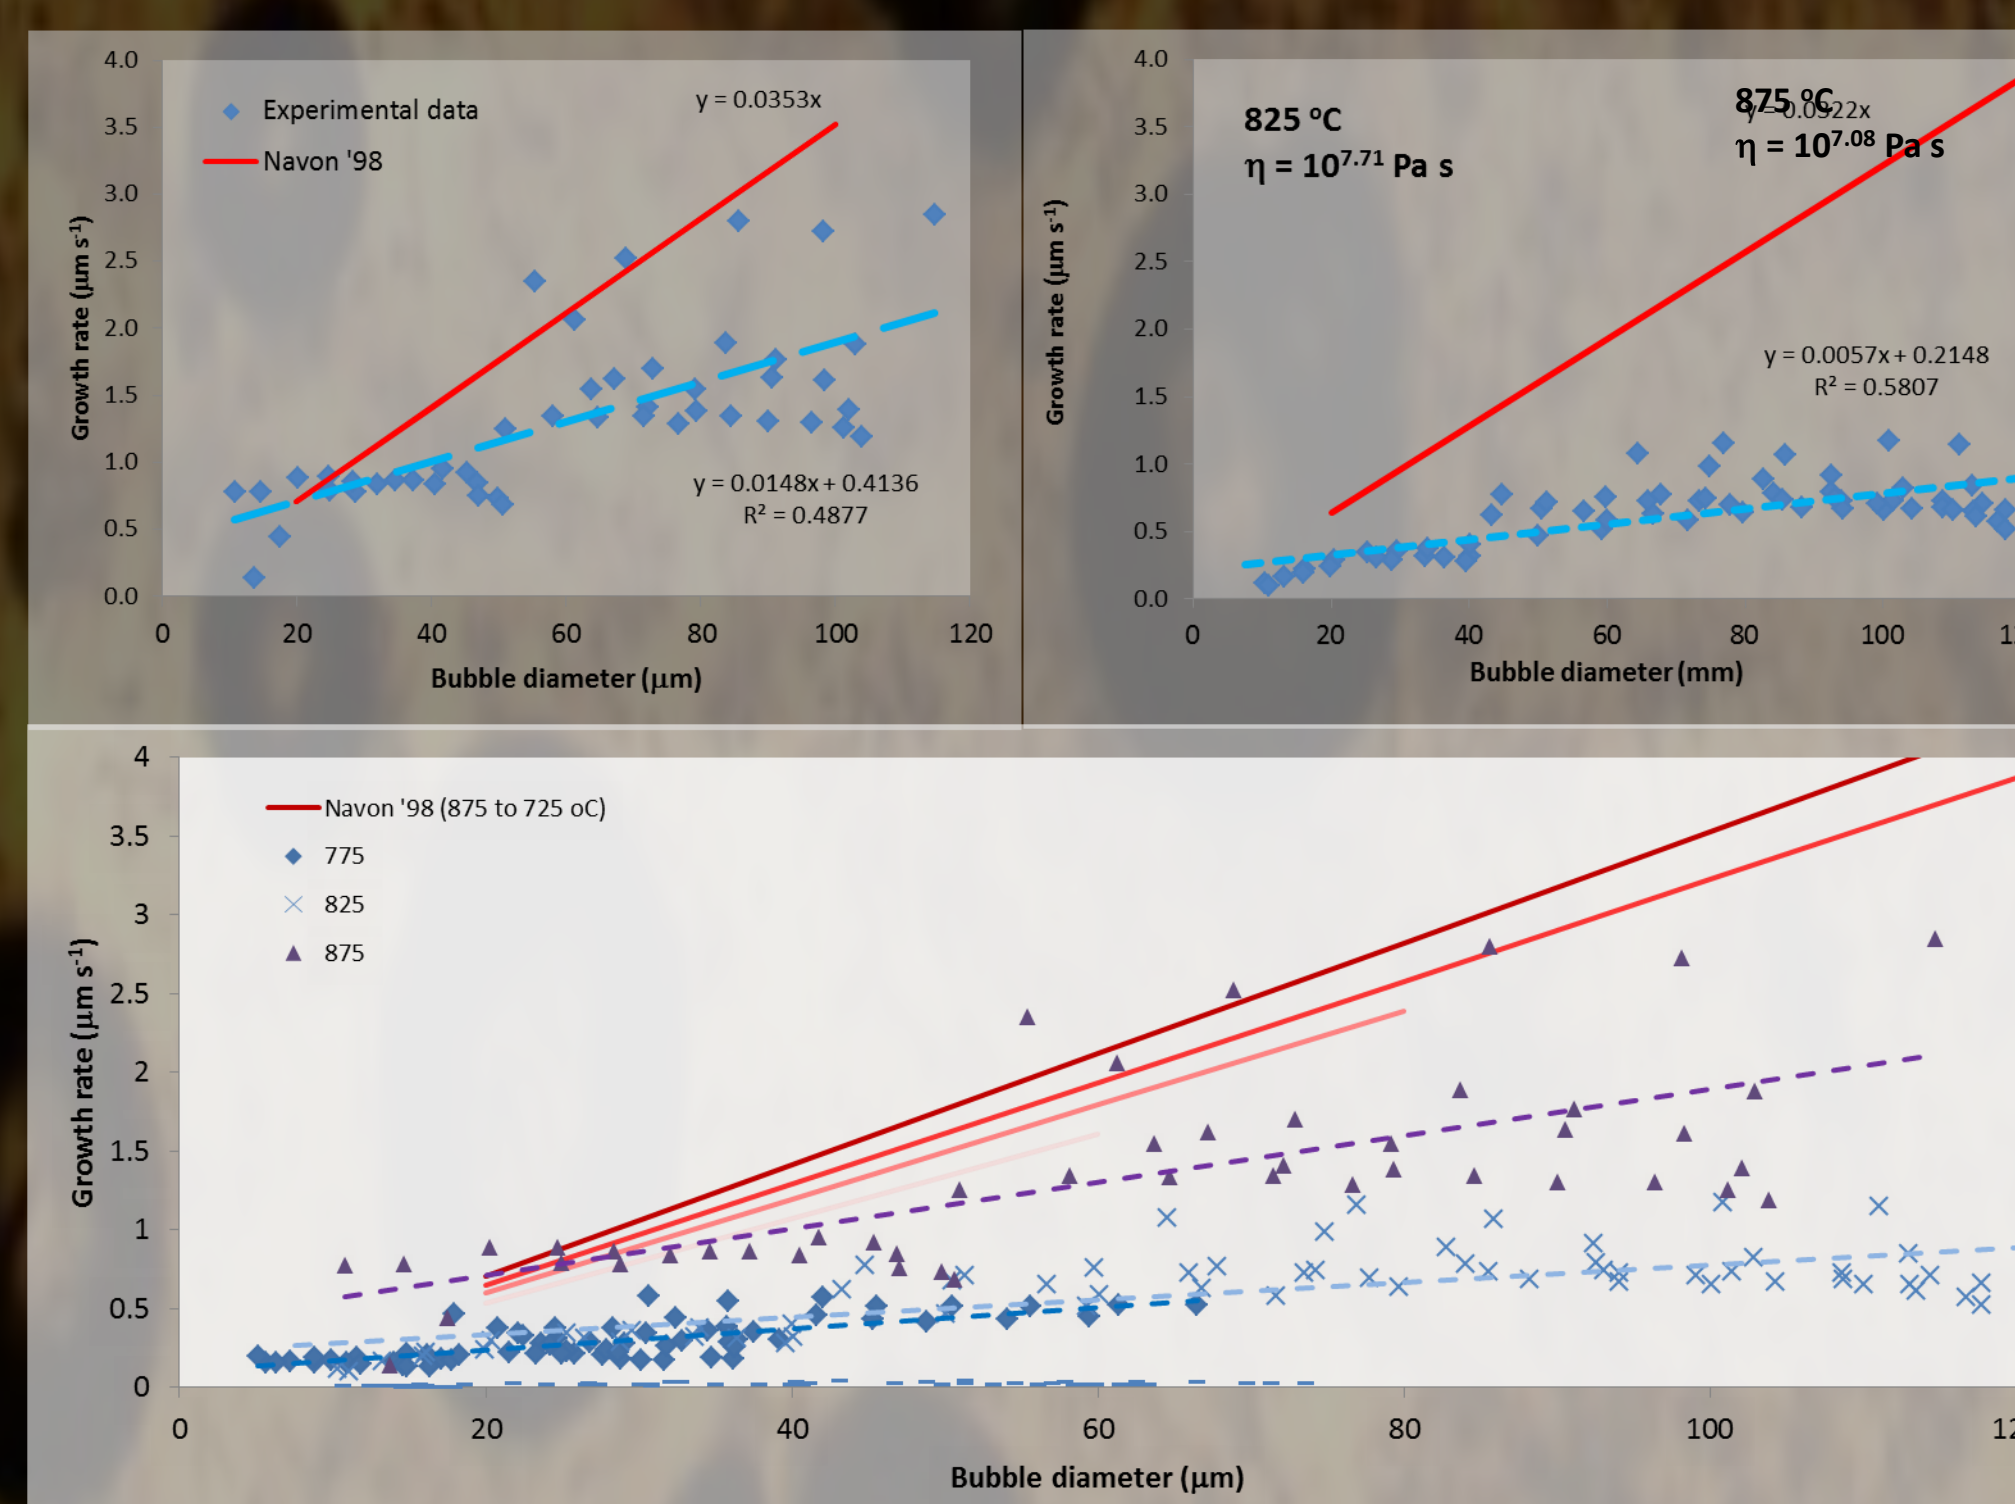 4.0
3.5
3.0
2.5
2.0
1.5
1.0
0.5
0.0
Growth rate (μm s⁻¹)
Experimental data
Navon '98
y = 0.0353x
y = 0.0148x + 0.4136
R² = 0.4877
0 20 40 60 80 100 120
Bubble diameter (μm)
4.0
3.5
3.0
2.5
2.0
1.5
1.0
0.5
0.0
Growth rate (μm s⁻¹)
825 ºC
η = 10⁷·⁷¹ Pa s
875 ºC
y = 0.0322x
η = 10⁷·⁰⁸ Pa s
y = 0.0057x + 0.2148
R² = 0.5807
0 20 40 60 80 100
Bubble diameter (mm)
4
3.5
3
2.5
2
1.5
1
0.5
0
Growth rate (μm s⁻¹)
Navon '98 (875 to 725 oC)
775
825
875
0 20 40 60 80 100
Bubble diameter (μm)